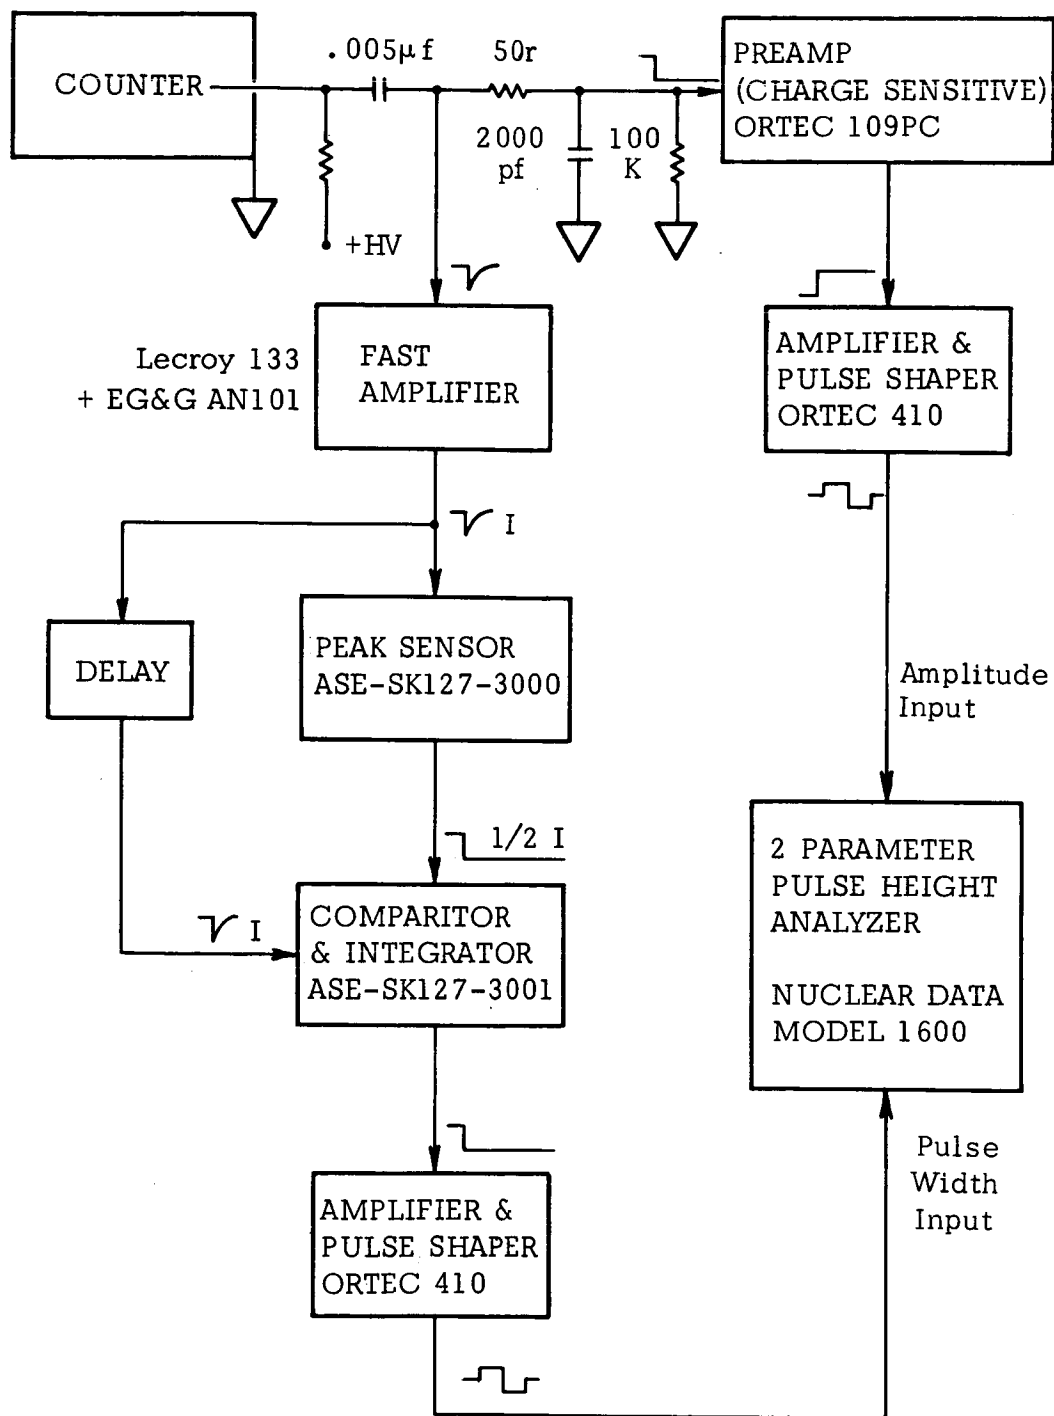 COUNTER
.005µf
50r
2000
pf
100
K
+HV
PREAMP
(CHARGE SENSITIVE)
ORTEC 109PC
Lecroy 133
+ EG&G AN101
FAST
AMPLIFIER
AMPLIFIER &
PULSE SHAPER
ORTEC 410
I
DELAY
PEAK SENSOR
ASE-SK127-3000
Amplitude
Input
1/2 I
I
COMPARITOR
& INTEGRATOR
ASE-SK127-3001
2 PARAMETER
PULSE HEIGHT
ANALYZER
NUCLEAR DATA
MODEL 1600
Pulse
Width
Input
AMPLIFIER &
PULSE SHAPER
ORTEC 410